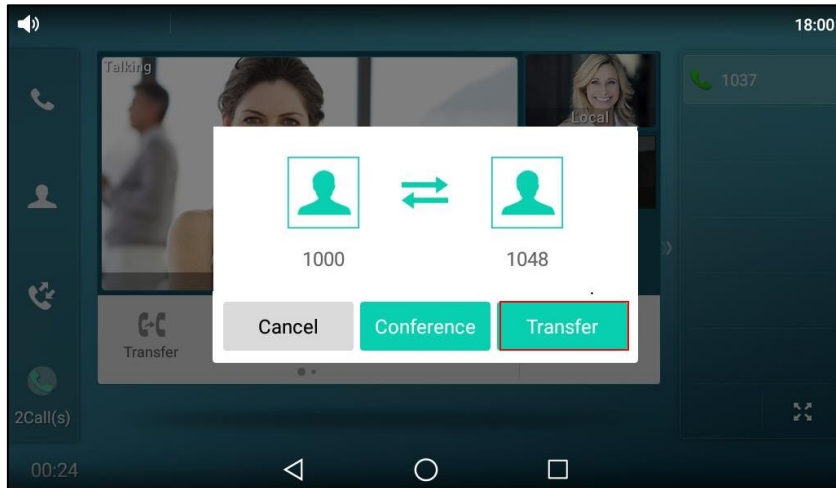 18:00
Talking
Local
1037
1000
1048
Cancel
Conference
Transfer
Transfer
2Call(s)
00:24